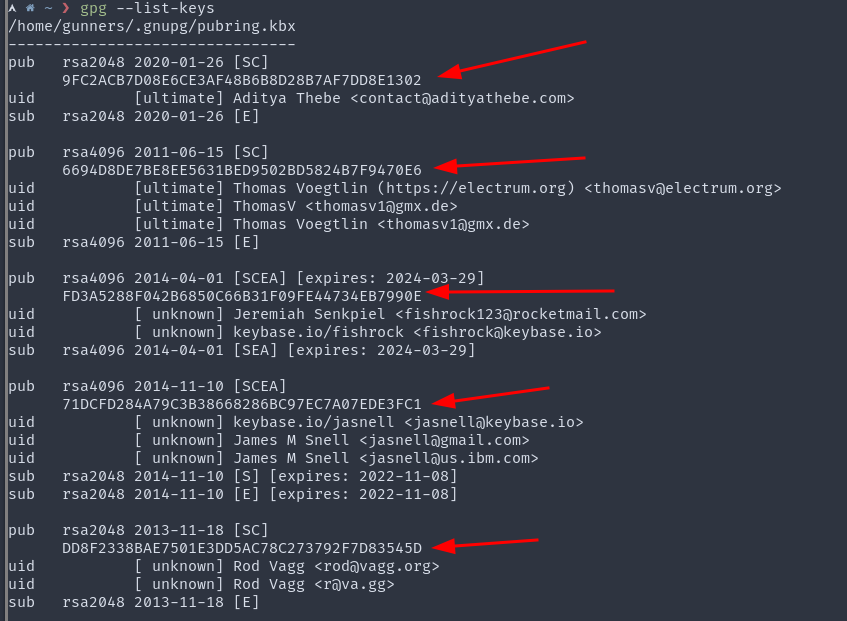 ~ ❯ gpg --list-keys
/home/gunners/.gnupg/pubring.kbx
--------------------------------
pub   rsa2048 2020-01-26 [SC]
      9FC2ACB7D08E6CE3AF48B6B8D28B7AF7DD8E1302
uid           [ultimate] Aditya Thebe <contact@adityathebe.com>
sub   rsa2048 2020-01-26 [E]

pub   rsa4096 2011-06-15 [SC]
      6694D8DE7BE8EE5631BED9502BD5824B7F9470E6
uid           [ultimate] Thomas Voegtlin (https://electrum.org) <thomasv@electrum.org>
uid           [ultimate] ThomasV <thomasv1@gmx.de>
uid           [ultimate] Thomas Voegtlin <thomasv1@gmx.de>
sub   rsa4096 2011-06-15 [E]

pub   rsa4096 2014-04-01 [SCEA] [expires: 2024-03-29]
      FD3A5288F042B6850C66B31F09FE44734EB7990E
uid           [ unknown] Jeremiah Senkpiel <fishrock123@rocketmail.com>
uid           [ unknown] keybase.io/fishrock <fishrock@keybase.io>
sub   rsa4096 2014-04-01 [SEA] [expires: 2024-03-29]

pub   rsa4096 2014-11-10 [SCEA]
      71DCFD284A79C3B38668286BC97EC7A07EDE3FC1
uid           [ unknown] keybase.io/jasnell <jasnell@keybase.io>
uid           [ unknown] James M Snell <jasnell@gmail.com>
uid           [ unknown] James M Snell <jasnell@us.ibm.com>
sub   rsa2048 2014-11-10 [S] [expires: 2022-11-08]
sub   rsa2048 2014-11-10 [E] [expires: 2022-11-08]

pub   rsa2048 2013-11-18 [SC]
      DD8F2338BAE7501E3DD5AC78C273792F7D83545D
uid           [ unknown] Rod Vagg <rod@vagg.org>
uid           [ unknown] Rod Vagg <r@va.gg>
sub   rsa2048 2013-11-18 [E]